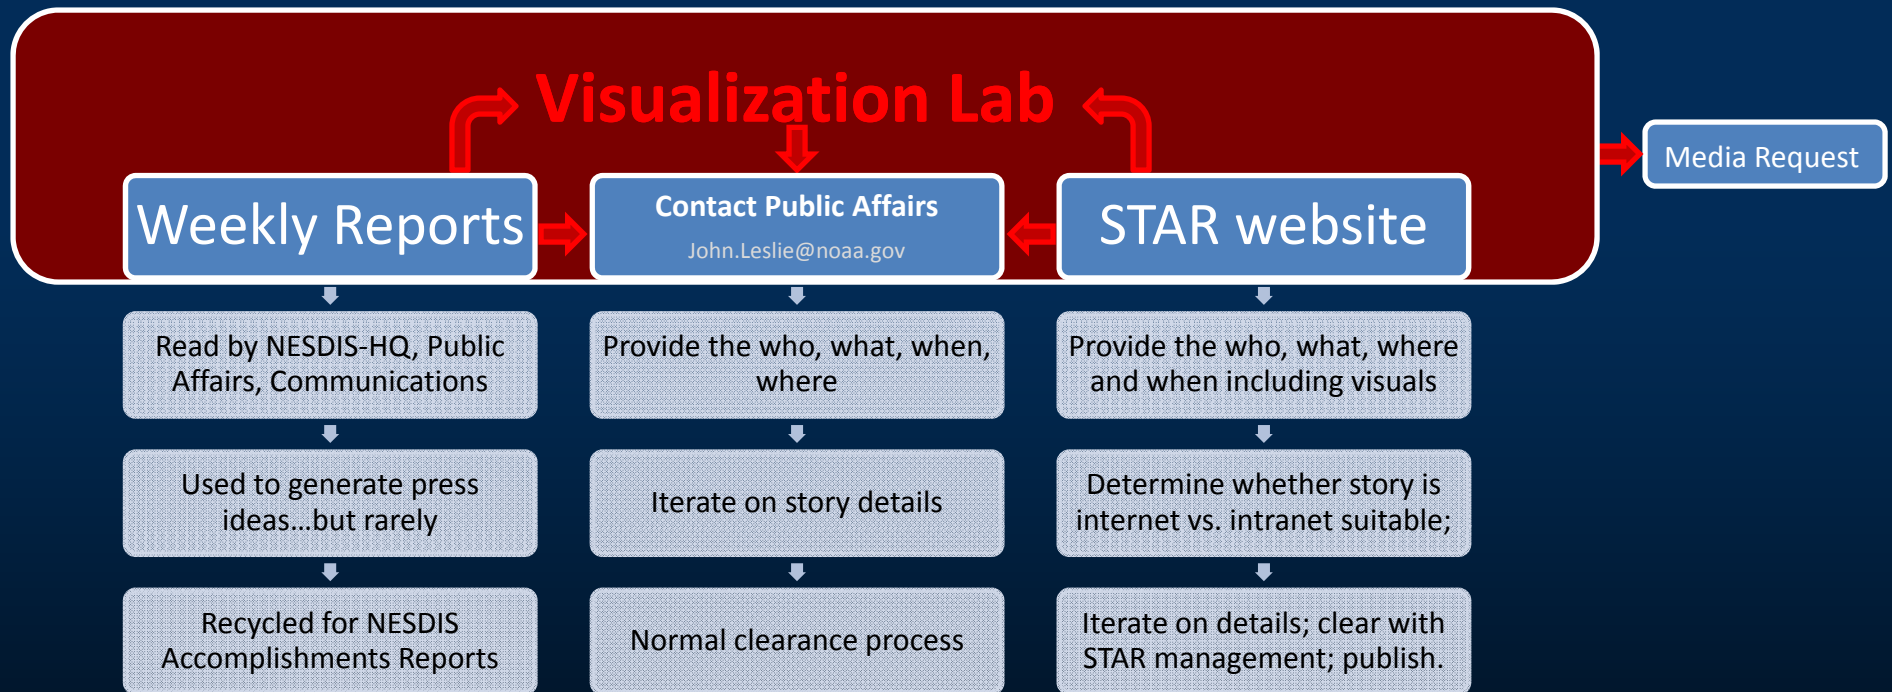 Visualization Lab
Media Request
Weekly Reports
Contact Public Affairs
John.Leslie@noaa.gov
STAR website
Read by NESDIS-HQ, Public
Affairs, Communications
Used to generate press
ideas...but rarely
Recycled for NESDIS
Accomplishments Reports
Provide the who, what, when,
where
Iterate on story details
Normal clearance process
Provide the who, what, where
and when including visuals
Determine whether story is
internet vs. intranet suitable;
Iterate on details; clear with
STAR management; publish.